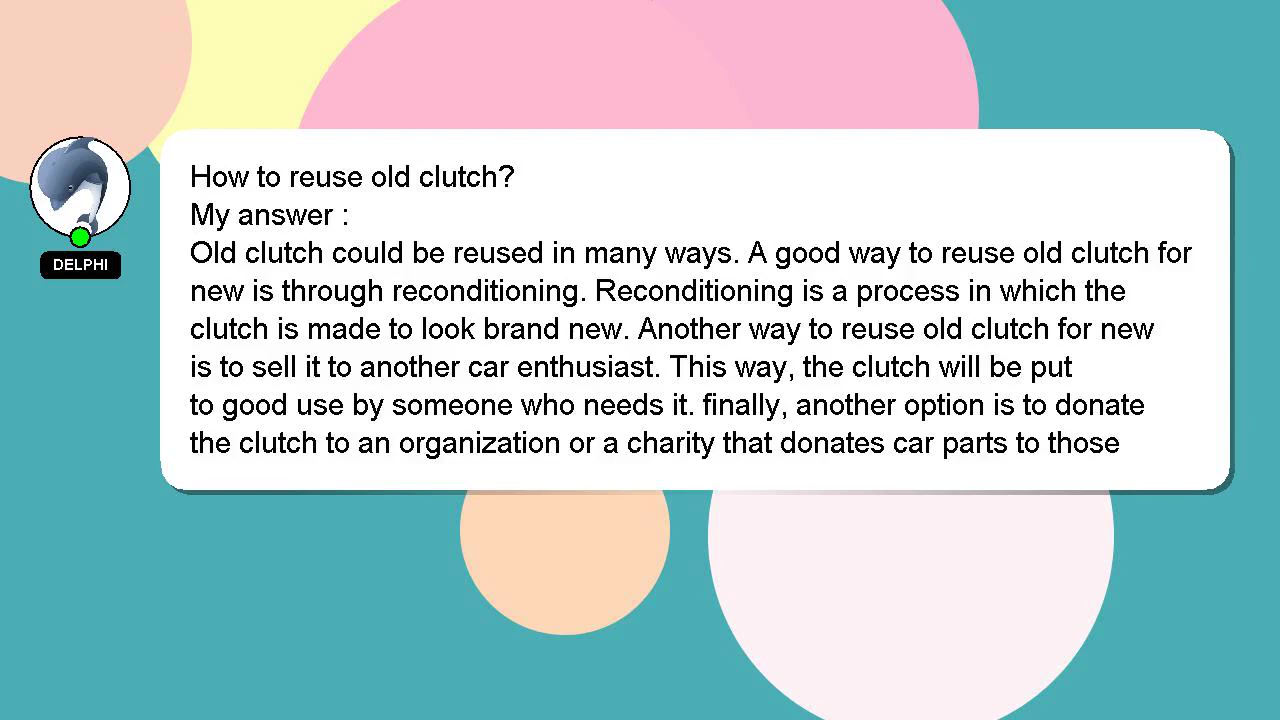 How to reuse old clutch?
My answer :
Old clutch could be reused in many ways. A good way to reuse old clutch for
new is through reconditioning. Reconditioning is a process in which the
clutch is made to look brand new. Another way to reuse old clutch for new
is to sell it to another car enthusiast. This way, the clutch will be put
to good use by someone who needs it. finally, another option is to donate
the clutch to an organization or a charity that donates car parts to those
DELPHI